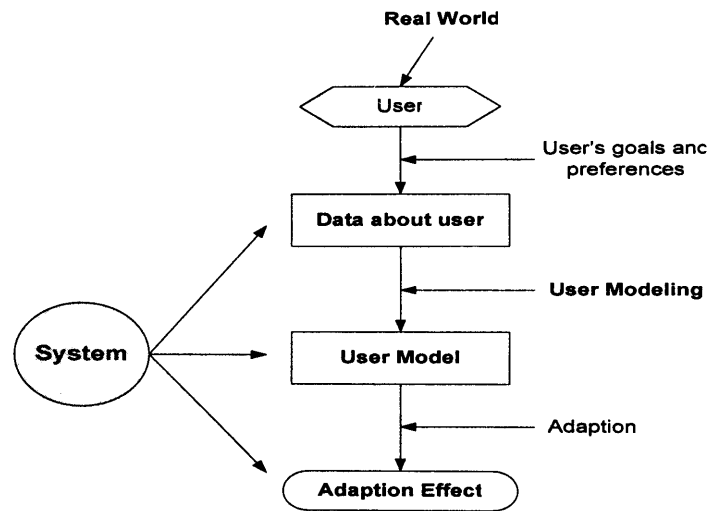 Real World
User
User's goals anc
preferences
Data about user
User Modeling
System
User Model
Adaption
Adaption Effect